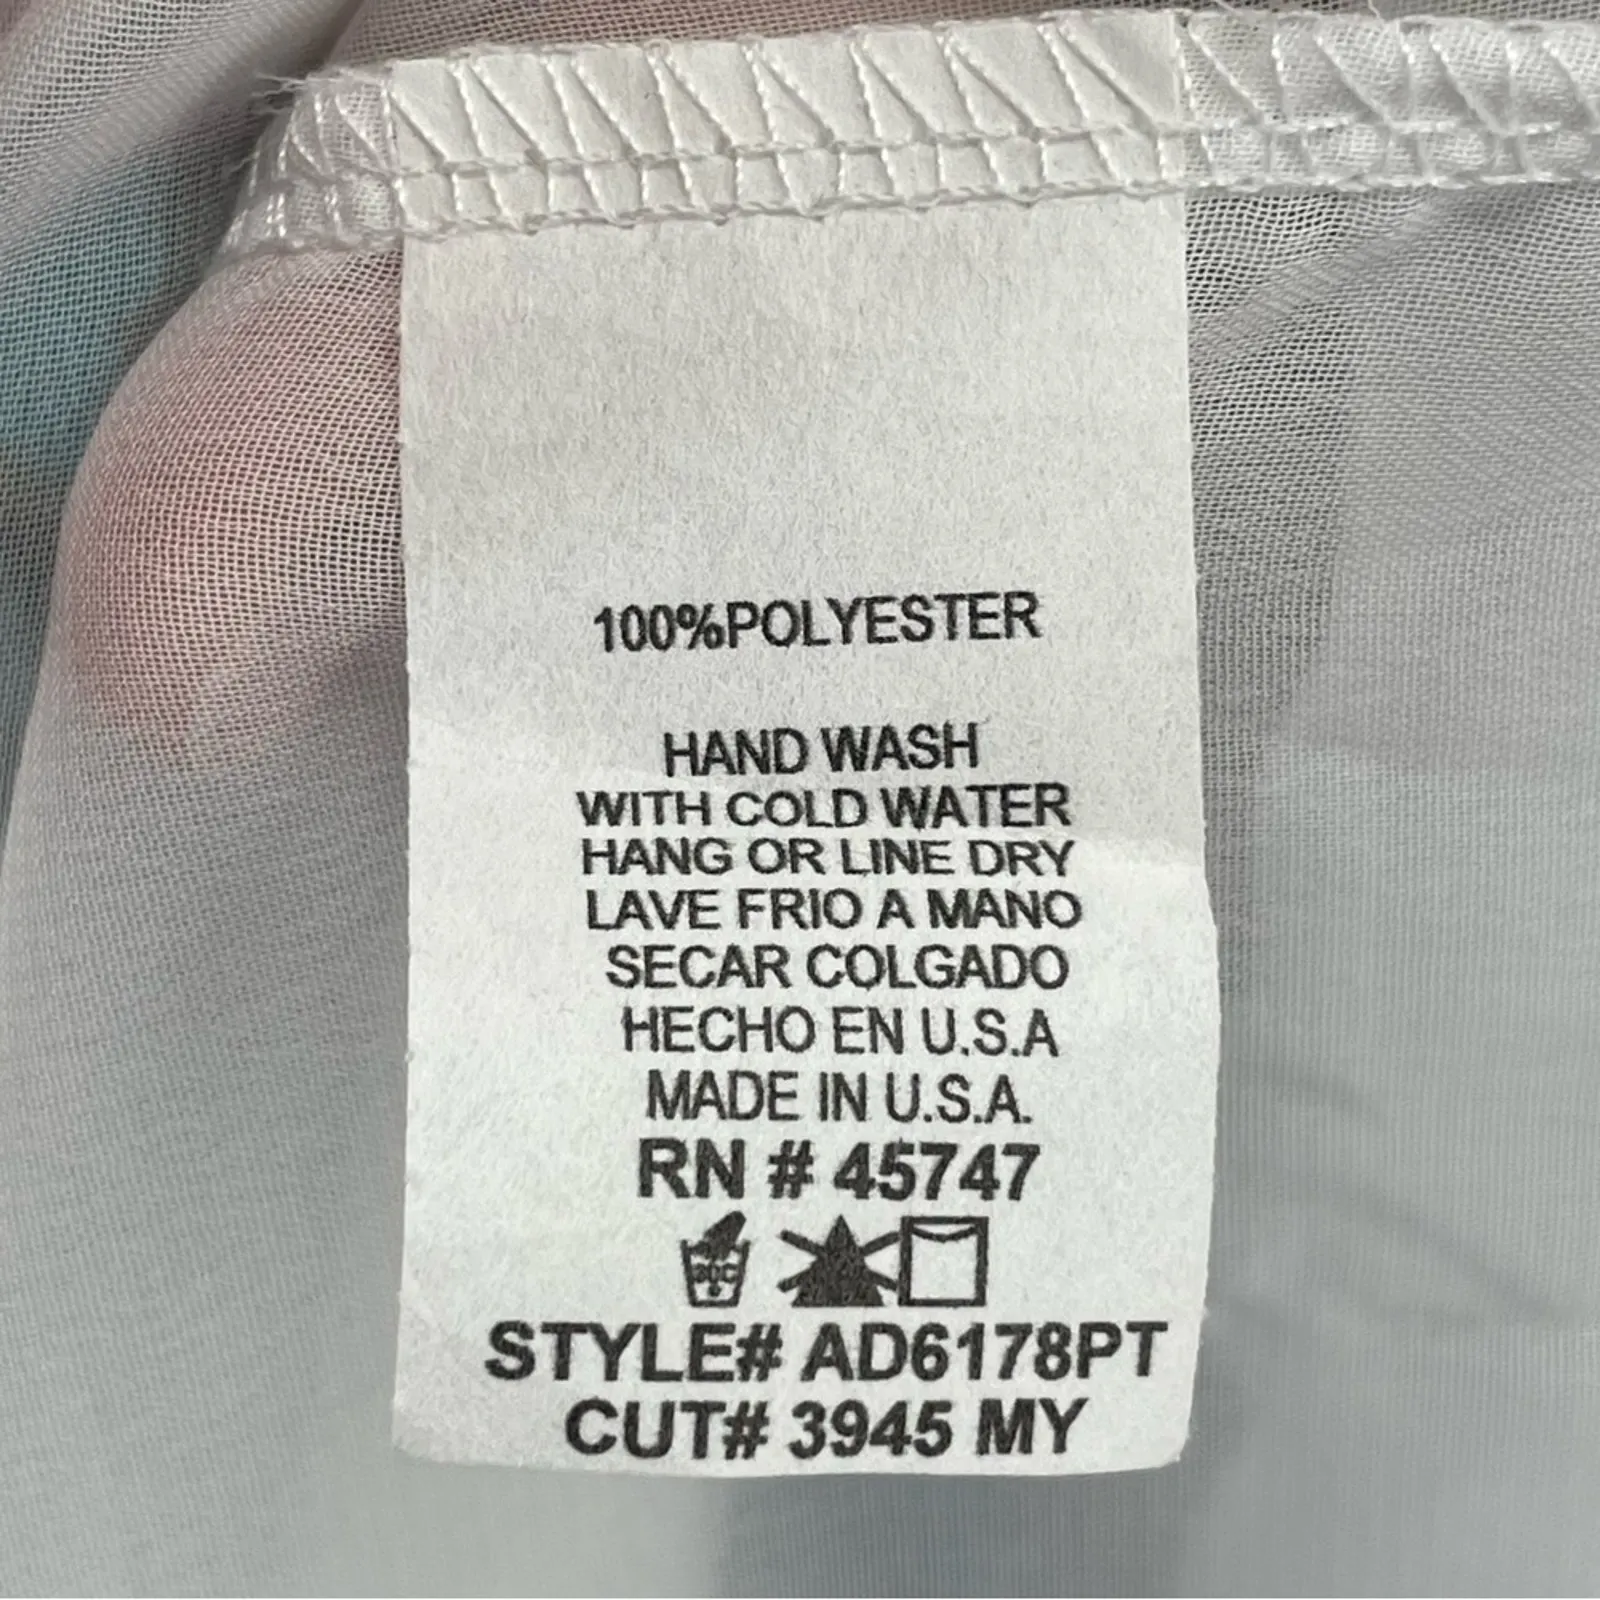 100%POLYESTER
HAND WASH
WITH COLD WATER
HANG OR LINE DRY
LAVE FRIO A MANO
SECAR COLGADO
HECHO EN U.S.A
MADE IN U.S.A.
RN # 45747
30C
STYLE# AD6178PT
CUT# 3945 MY